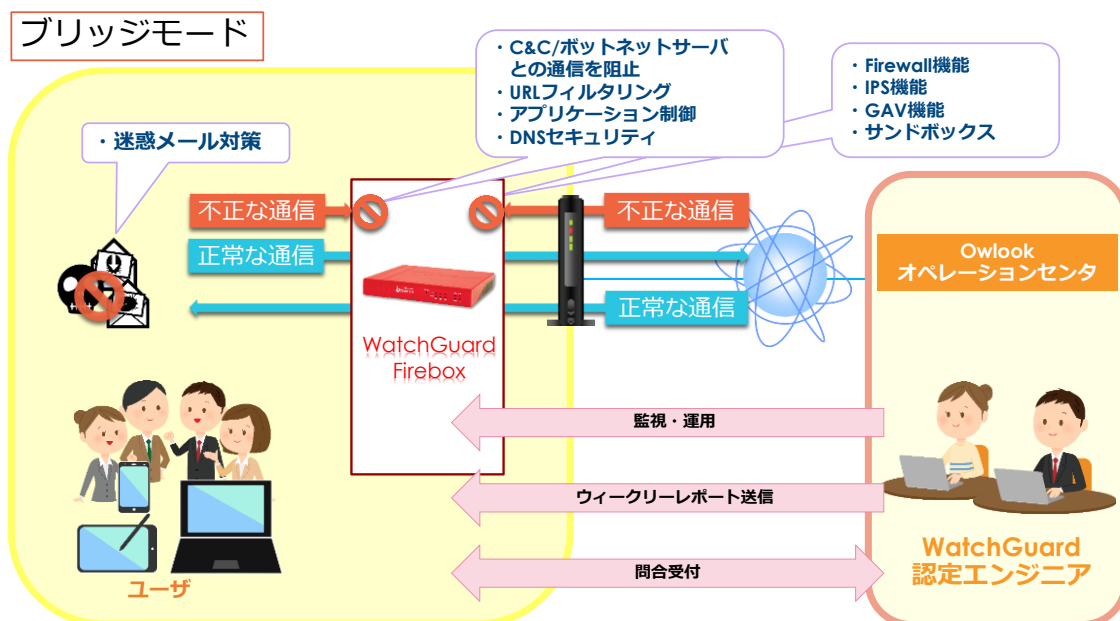 ブリッジモード
・C&C/ボットネットサーバ
との通信を阻止
・URLフィルタリング
・アプリケーション制御
・DNSセキュリティ
・Firewall機能
・IPS機能
・GAV機能
・サンドボックス
・迷惑メール対策
不正な通信
不正な通信
正常な通信
正常な通信
Owlook
オペレーションセンタ
WatchGuard
Firebox
監視・運用
ウィークリーレポート送信
問合受付
ユーザ
WatchGuard
認定エンジニア